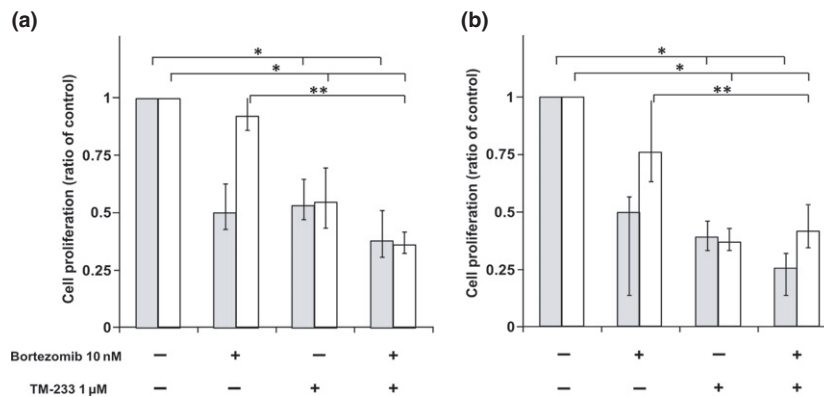 (a)
*
*
**
Cell proliferation (ratio of control)
1
0.75
0.5
0.25
0
(b)
*
*
**
Cell proliferation (ratio of control)
1
0.75
0.5
0.25
0
Bortezomib 10 nM − + − + − + − +
TM-233 1 µM − − + + − − + +